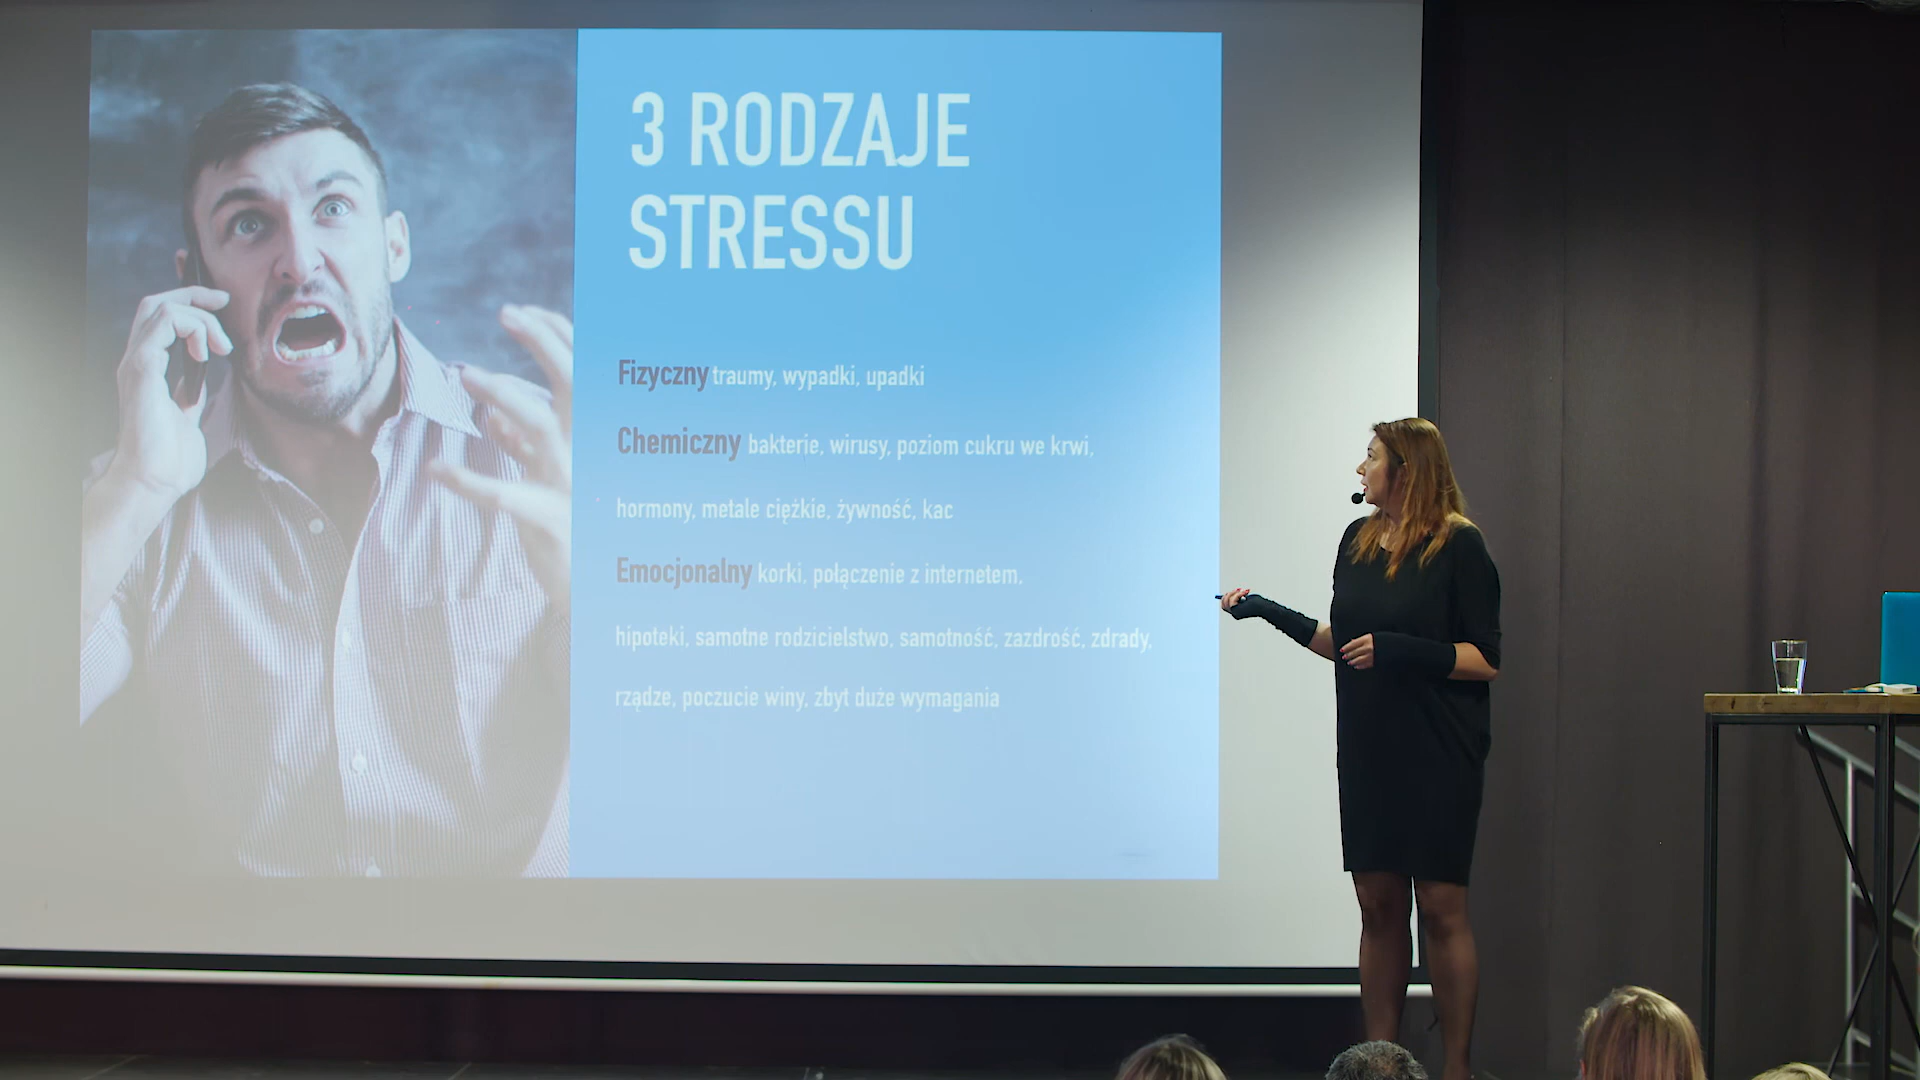 3 RODZAJE
STRESSU
Fizyczny traumy, wypadki, upadki
Chemiczny bakterie, wirusy, poziom cukru we krwi,
hormony, metale ciężkie, żywność, kac
Emocjonalny korki, połączenie z internetem,
hipoteki, samotne rodzicielstwo, samotność, zazdrość, zdrady,
rządze, poczucie winy, zbyt duże wymagania